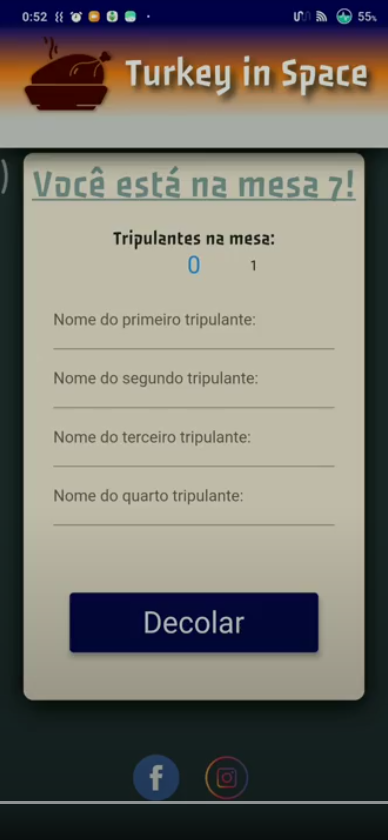 0:52
55%
Turkey in Space
Você está na mesa 7!
Tripulantes na mesa:
0 1
Nome do primeiro tripulante:
Nome do segundo tripulante:
Nome do terceiro tripulante:
Nome do quarto tripulante:
Decolar